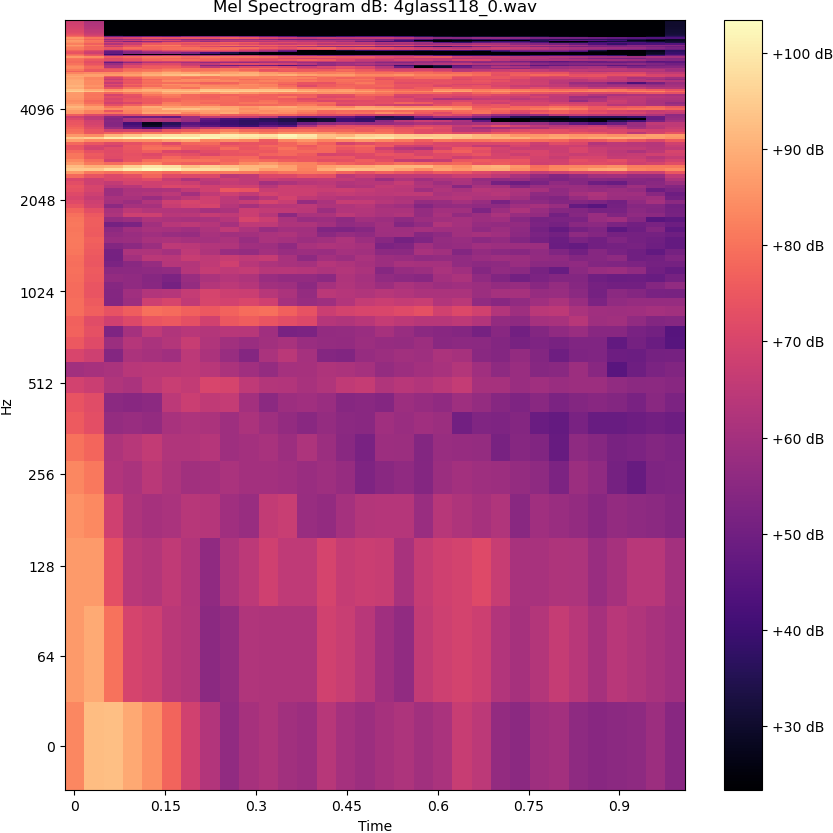 Mel Spectrogram dB: 4glass118_0.wav
+100 dB
4096
+90 dB
2048
+80 dB
1024
+70 dB
512
Hz
+60 dB
256
+50 dB
128
+40 dB
64
+30 dB
0
0 0.15 0.3 0.45 0.6 0.75 0.9
Time